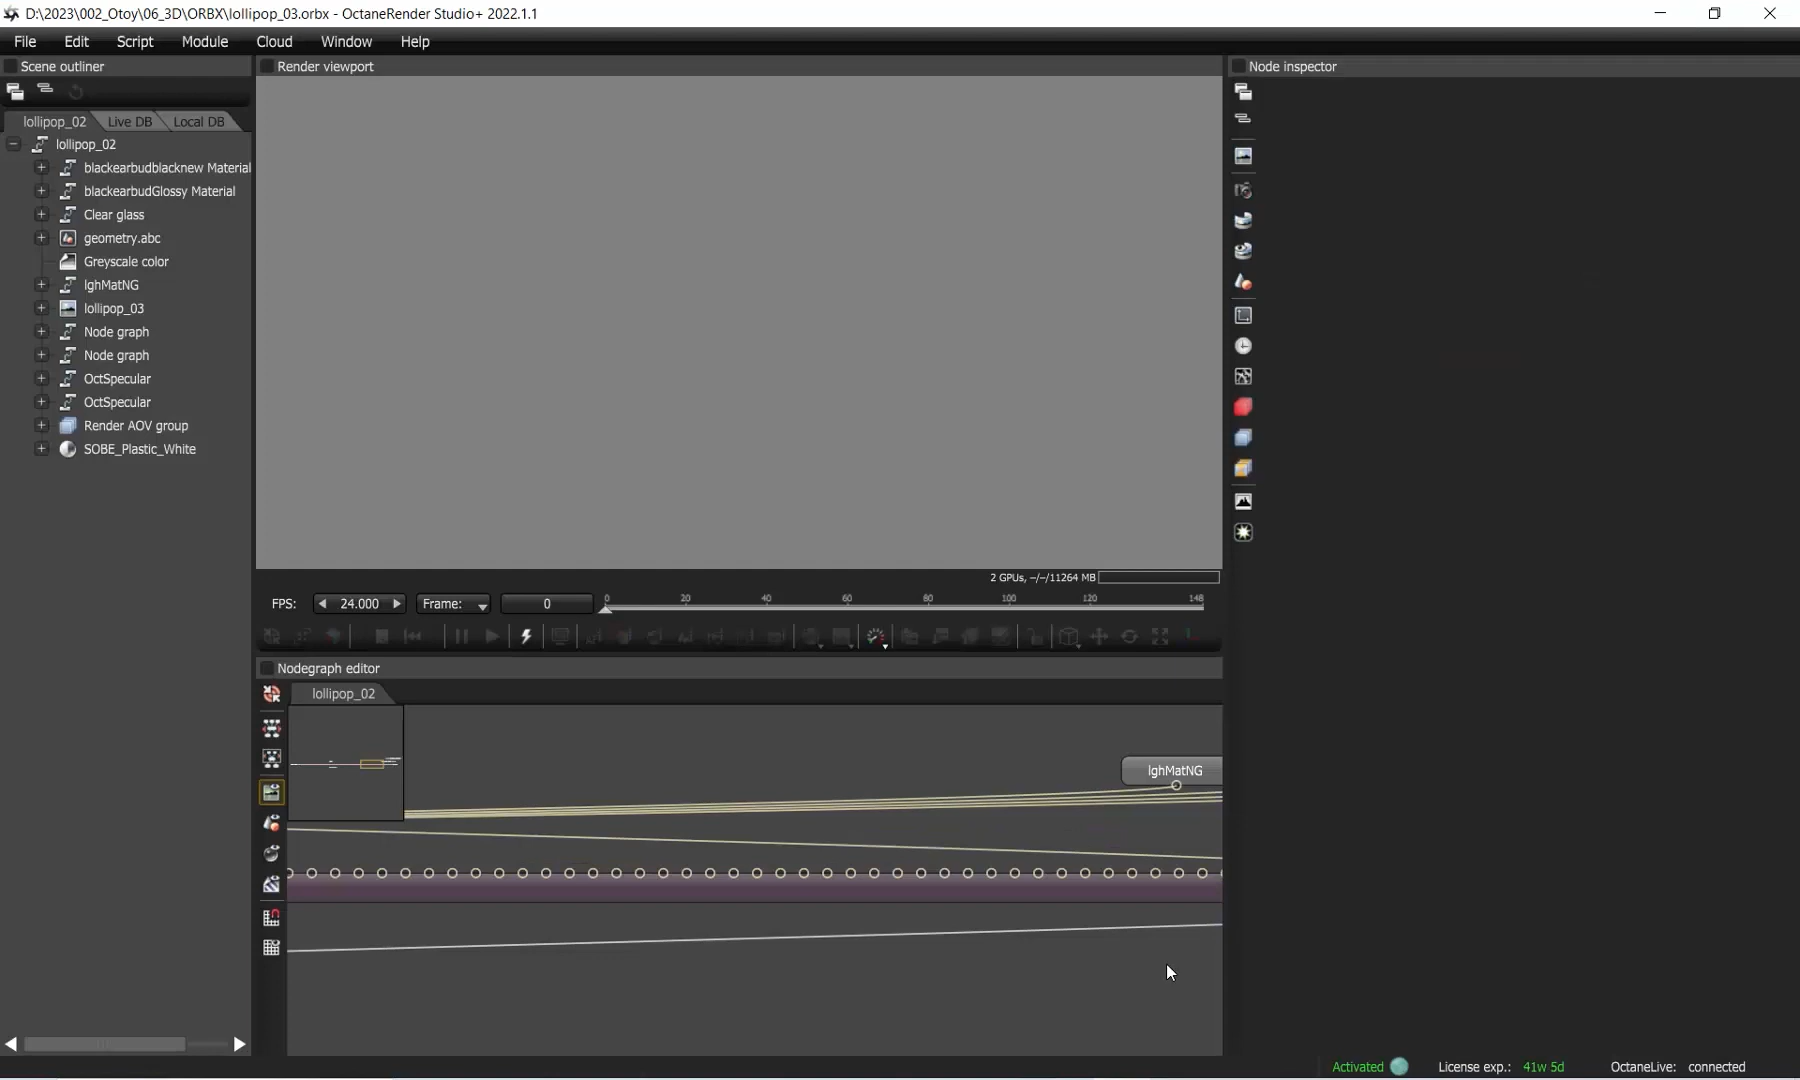 D:\2023\002_Otoy\06_3D\ORBX\lollipop_03.orbx - OctaneRender Studio+ 2022.1.1
File Edit Script Module Cloud Window Help
Scene outliner
Render viewport
Node inspector
lollipop_02 Live DB Local DB
lollipop_02
blackearbudblacknew Material
blackearbudGlossy Material
Clear glass
geometry.abc
Greyscale color
lghMatNG
lollipop_03
Node graph
Node graph
OctSpecular
OctSpecular
Render AOV group
SOBE_Plastic_White
2 GPUs, -/-/11264 MB
FPS: 24.000 Frame: 0
0 20 40 60 80 100 120 148
Nodegraph editor
lollipop_02
lghMatNG
Activated License exp.: 41w 5d OctaneLive: connected